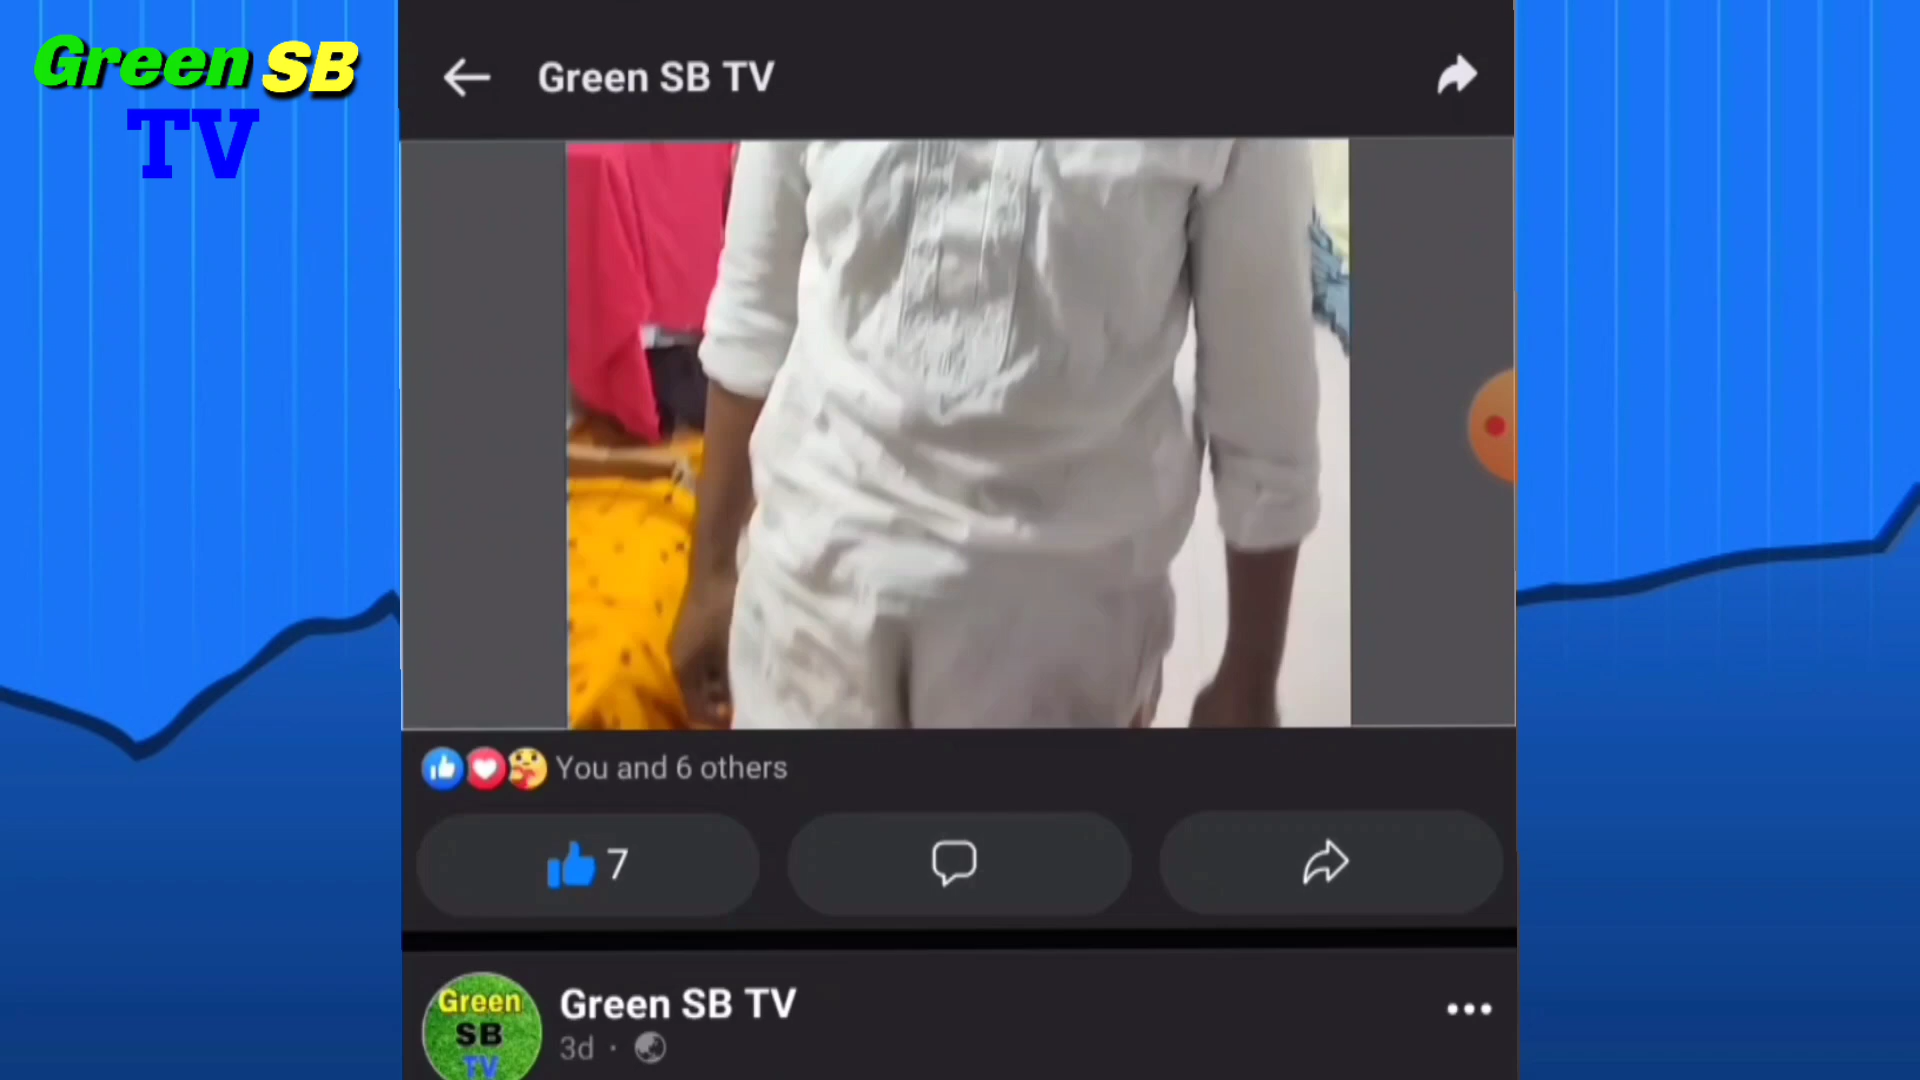 Green SB
TV
Green SB TV
You and 6 others
7
Green SB TV
3d ·
Green
SB
TV